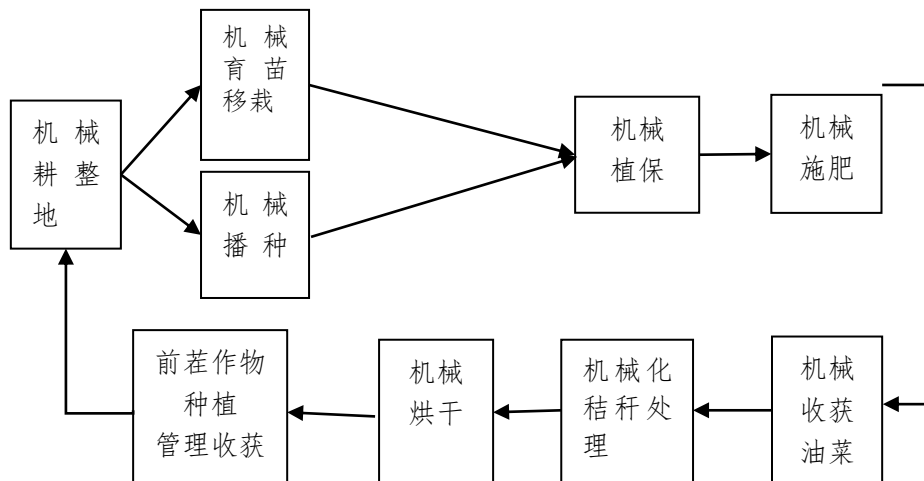 机 械
育 苗
移栽
机 械
耕 整
地
机 械
播 种
机械
植保
机械
施肥
前茬作物
种植
管理收获
机械
烘干
机械化
秸秆处
理
机械
收获
油菜